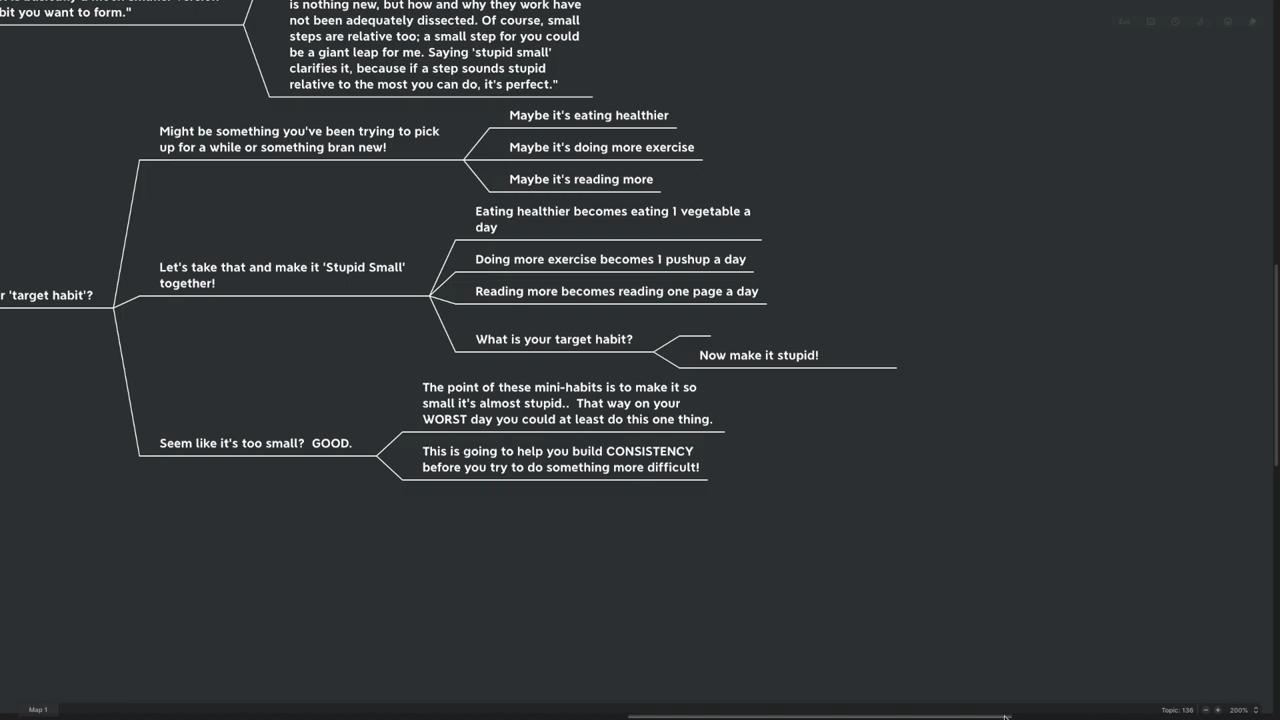 bit you want to form."
is nothing new, but how and why they work have
not been adequately dissected. Of course, small
steps are relative too; a small step for you could
be a giant leap for me. Saying 'stupid small'
clarifies it, because if a step sounds stupid
relative to the most you can do, it's perfect."
Might be something you've been trying to pick
up for a while or something bran new!
Maybe it's eating healthier
Maybe it's doing more exercise
Maybe it's reading more
r 'target habit'?
Let's take that and make it 'Stupid Small'
together!
Eating healthier becomes eating 1 vegetable a
day
Doing more exercise becomes 1 pushup a day
Reading more becomes reading one page a day
What is your target habit?
Now make it stupid!
Seem like it's too small?  GOOD.
The point of these mini-habits is to make it so
small it's almost stupid..  That way on your
WORST day you could at least do this one thing.
This is going to help you build CONSISTENCY
before you try to do something more difficult!
Map 1
Topic: 136
200%